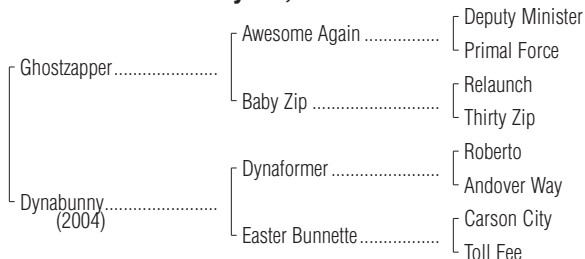 Deputy Minister
Awesome Again ................
Primal Force
Ghostzapper.......................
Relaunch
Baby Zip ..........................
Thirty Zip
Roberto
Dynaformer .......................
Andover Way
Dynabunny.........................
(2004)
Carson City
Easter Bunnette.................
Toll Fee